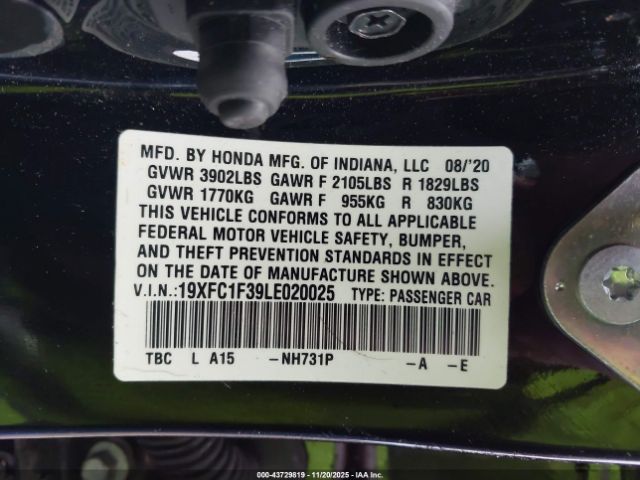 MFD. BY HONDA MFG. OF INDIANA, LLC 08/'20
GVWR 3902LBS GAWR F 2105LBS R 1829LBS
GVWR 1770KG GAWR F 955KG R 830KG
THIS VEHICLE CONFORMS TO ALL APPLICABLE
FEDERAL MOTOR VEHICLE SAFETY, BUMPER,
AND THEFT PREVENTION STANDARDS IN EFFECT
ON THE DATE OF MANUFACTURE SHOWN ABOVE.
V.I.N.:19XFC1F39LE020025 TYPE: PASSENGER CAR
TBC L A15 -NH731P -A -E
000-43729819 - 11/20/2025 - IAAI.COM